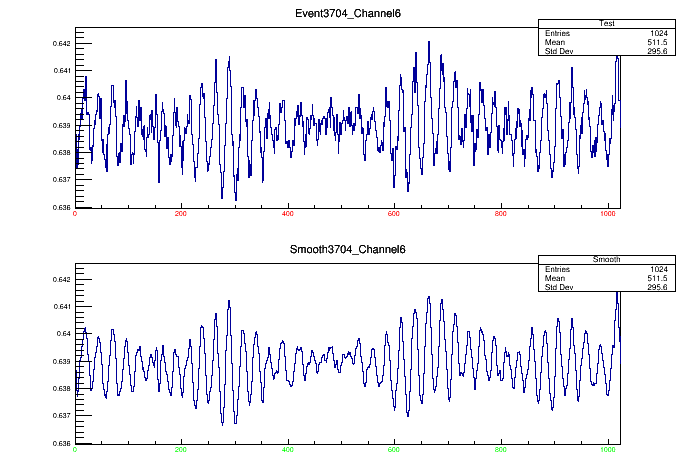 Event3704_Channel6
Test
Entries 1024
Mean 511.5
Std Dev 295.6
0.642
0.641
0.64
0.639
0.638
0.637
0.636
0 200 400 600 800 1000
Smooth3704_Channel6
Smooth
Entries 1024
Mean 511.5
Std Dev 295.6
0.642
0.641
0.64
0.639
0.638
0.637
0.636
0 200 400 600 800 1000